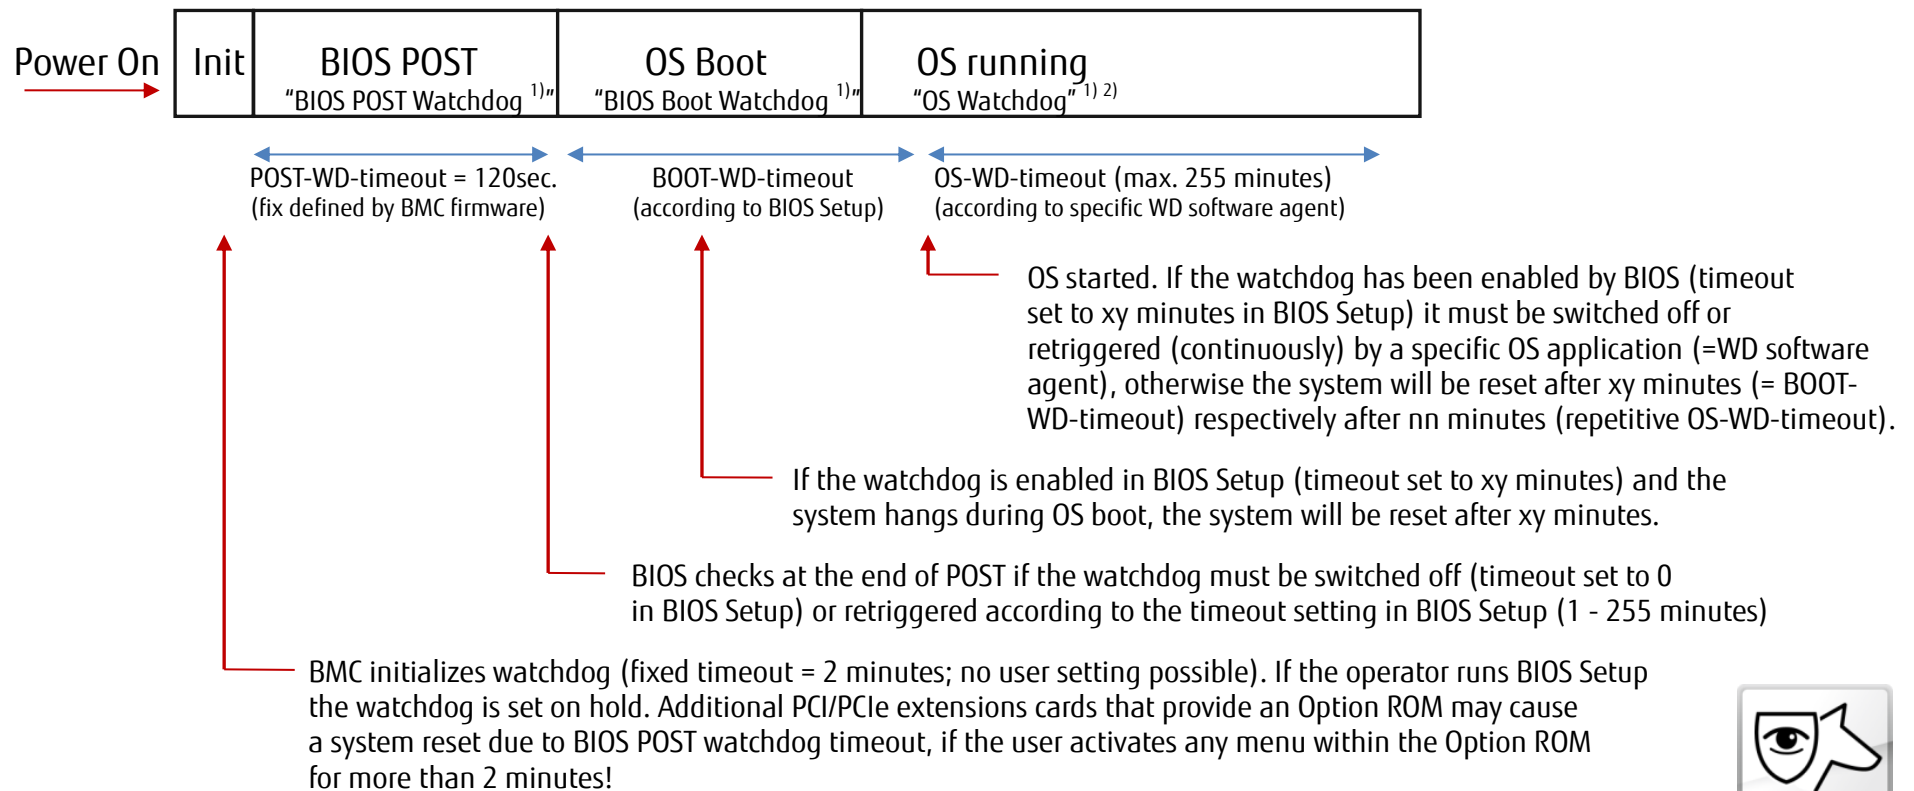 Power On
Init
BIOS POST
"BIOS POST Watchdog 1)"
OS Boot
"BIOS Boot Watchdog 1)"
OS running
"OS Watchdog" 1) 2)
POST-WD-timeout = 120sec.
(fix defined by BMC firmware)
BOOT-WD-timeout
(according to BIOS Setup)
OS-WD-timeout (max. 255 minutes)
(according to specific WD software agent)
OS started. If the watchdog has been enabled by BIOS (timeout
set to xy minutes in BIOS Setup) it must be switched off or
retriggered (continuously) by a specific OS application (=WD software
agent), otherwise the system will be reset after xy minutes (= BOOT-
WD-timeout) respectively after nn minutes (repetitive OS-WD-timeout).
If the watchdog is enabled in BIOS Setup (timeout set to xy minutes) and the
system hangs during OS boot, the system will be reset after xy minutes.
BIOS checks at the end of POST if the watchdog must be switched off (timeout set to 0
in BIOS Setup) or retriggered according to the timeout setting in BIOS Setup (1 - 255 minutes)
BMC initializes watchdog (fixed timeout = 2 minutes; no user setting possible). If the operator runs BIOS Setup
the watchdog is set on hold. Additional PCI/PCIe extensions cards that provide an Option ROM may cause
a system reset due to BIOS POST watchdog timeout, if the user activates any menu within the Option ROM
for more than 2 minutes!